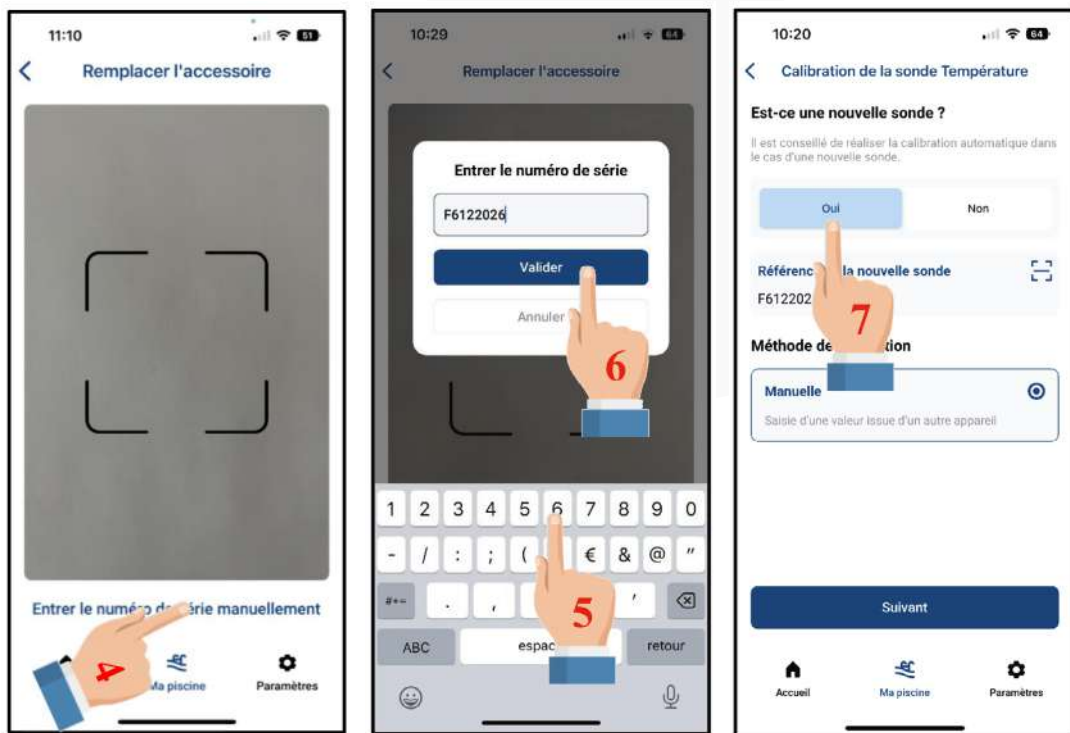 11:10
51
Remplacer l'accessoire
Entrer le numéro de série manuellement
4
Ma piscine
Paramètres
10:29
64
Remplacer l'accessoire
Entrer le numéro de série
F6122026
Valider
Annuler
6
1 2 3 4 5 6 7 8 9 0
- / : ; ( € & @ "
#+= . , ' 
5
ABC espac retour
10:20
64
Calibration de la sonde Température
Est-ce une nouvelle sonde ?
Il est conseillé de réaliser la calibration automatique dans
le cas d'une nouvelle sonde.
Oui Non
Référenc la nouvelle sonde
F612202
7
Méthode de tion
Manuelle
Saisie d'une valeur issue d'un autre appareil
Suivant
Accueil Ma piscine Paramètres